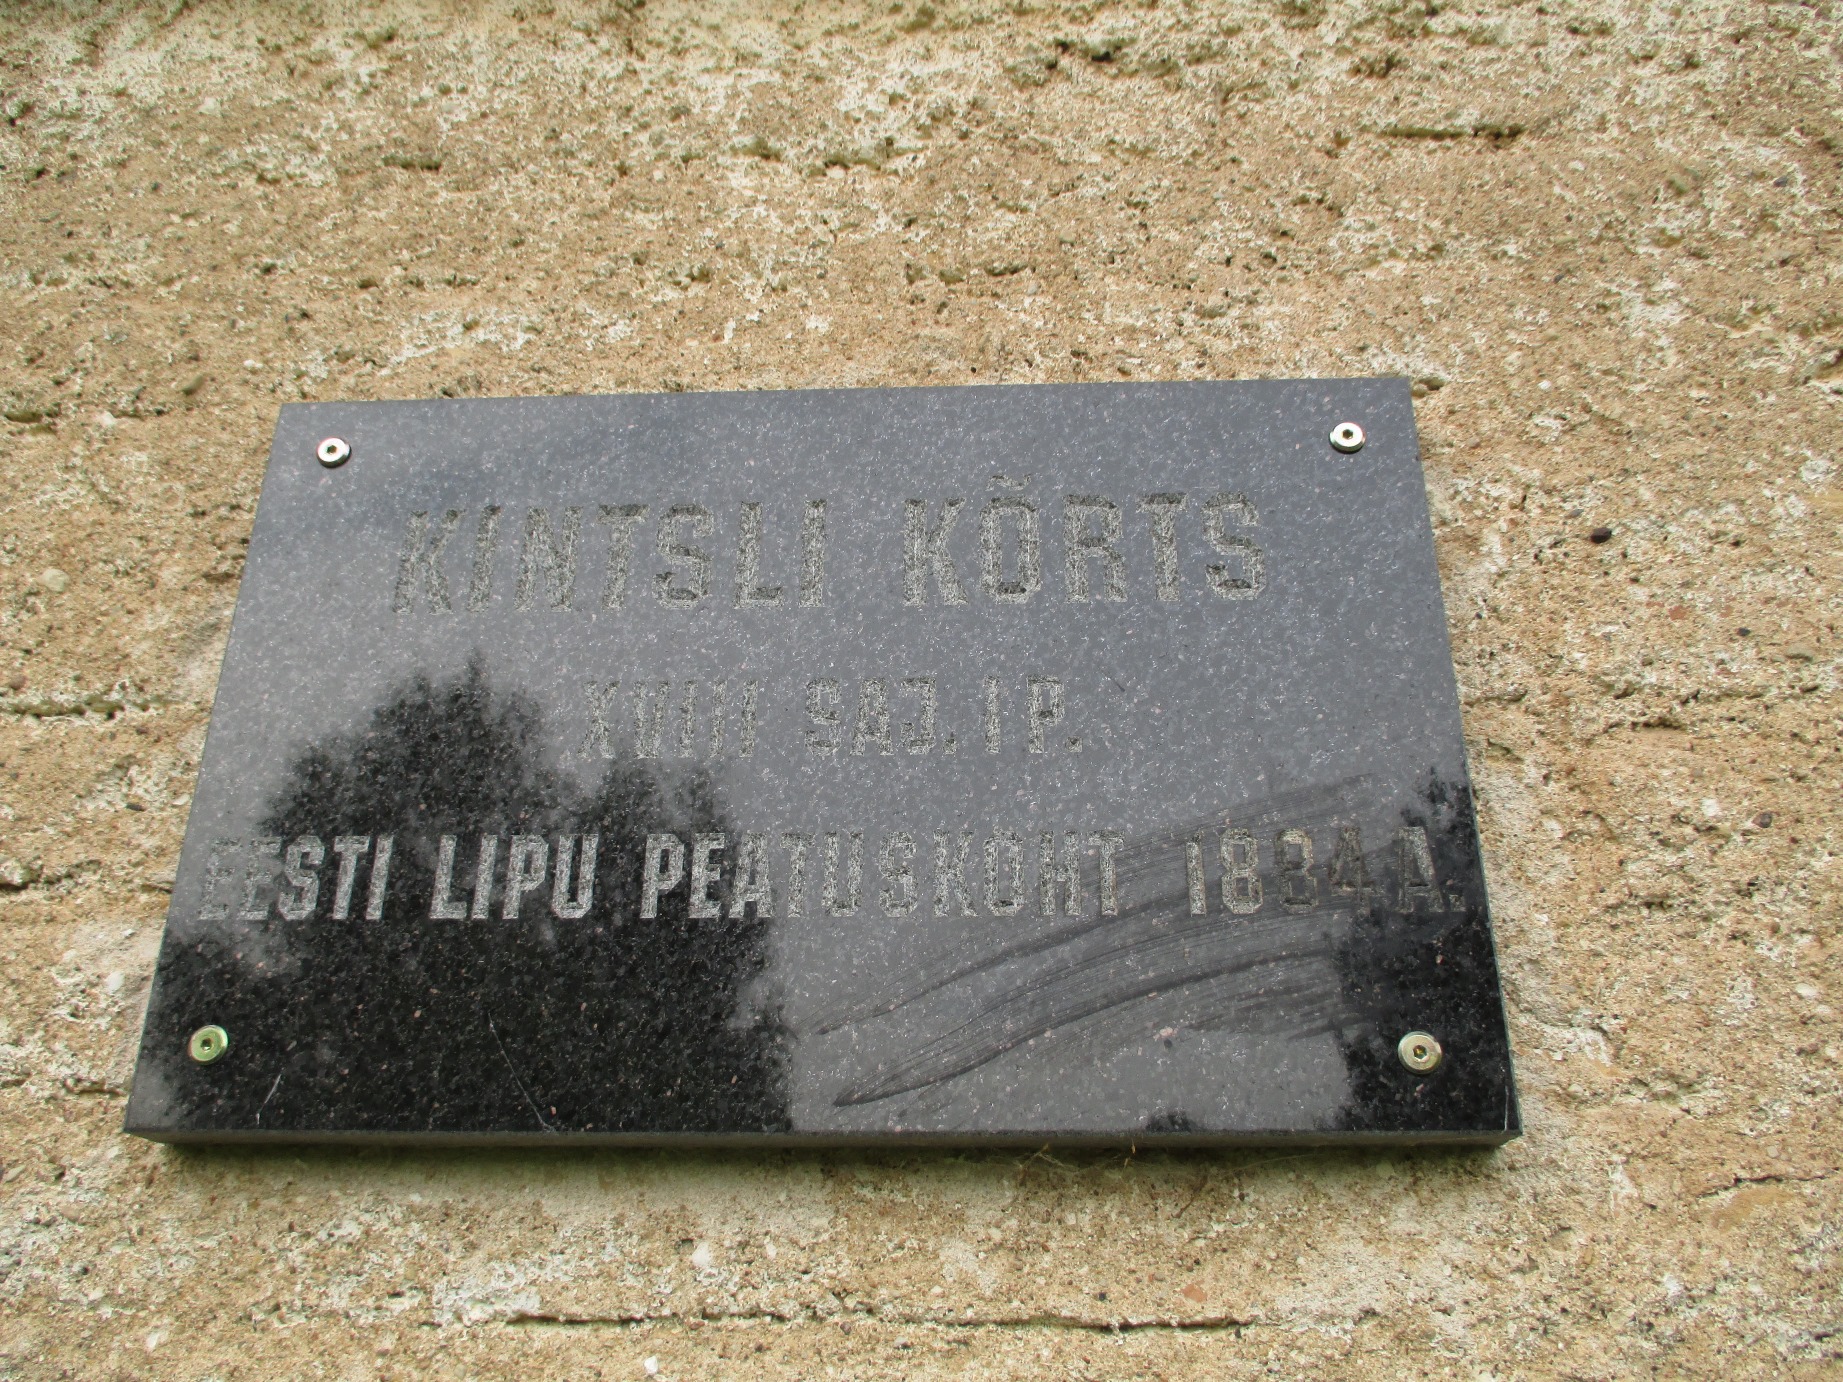 KINTSLI KÕRTS
XVIII SAJ. I P.
EESTI LIPU PEATUSKOHT 1884 A.